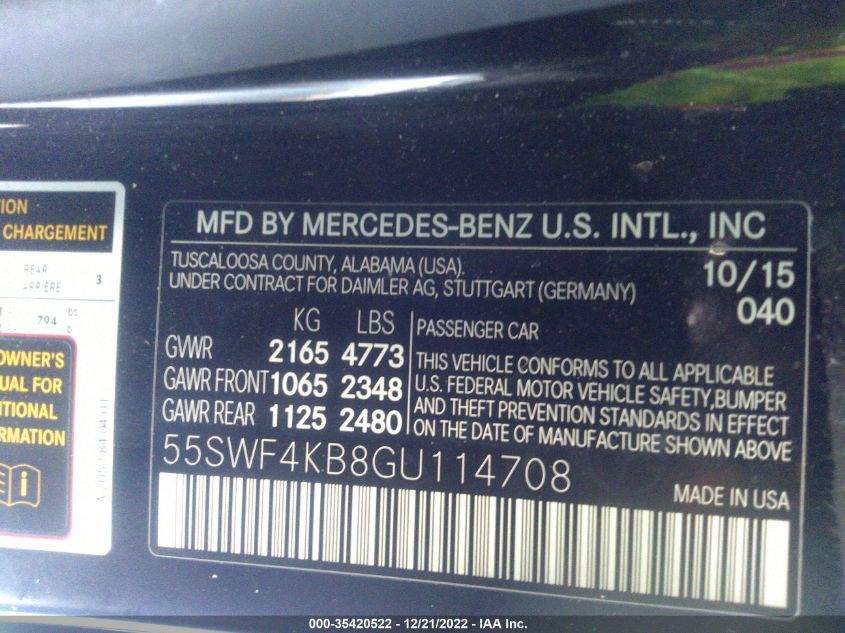 TION
CHARGEMENT
REAR
ARRIÈRE
3
794
OWNER'S
UAL FOR
ITIONAL
RMATION
MFD BY MERCEDES-BENZ U.S. INTL., INC
TUSCALOOSA COUNTY, ALABAMA (USA).
UNDER CONTRACT FOR DAIMLER AG, STUTTGART (GERMANY)
10/15
040
KG LBS
GVWR 2165 4773
GAWR FRONT 1065 2348
GAWR REAR 1125 2480
PASSENGER CAR
THIS VEHICLE CONFORMS TO ALL APPLICABLE
U.S. FEDERAL MOTOR VEHICLE SAFETY,BUMPER
AND THEFT PREVENTION STANDARDS IN EFFECT
ON THE DATE OF MANUFACTURE SHOWN ABOVE
55SWF4KB8GU114708
MADE IN USA
000-35420522 - 12/21/2022 - IAA Inc.